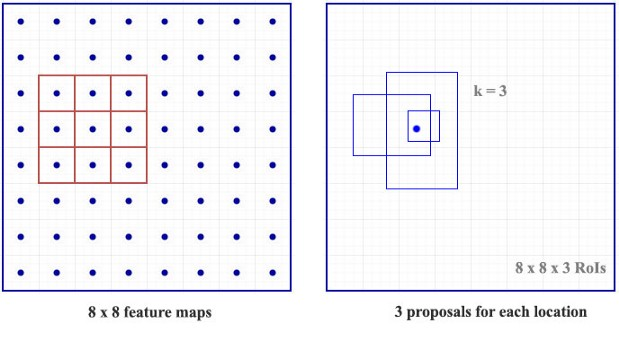 k = 3
8 x 8 x 3 RoIs
8 x 8 feature maps
3 proposals for each location